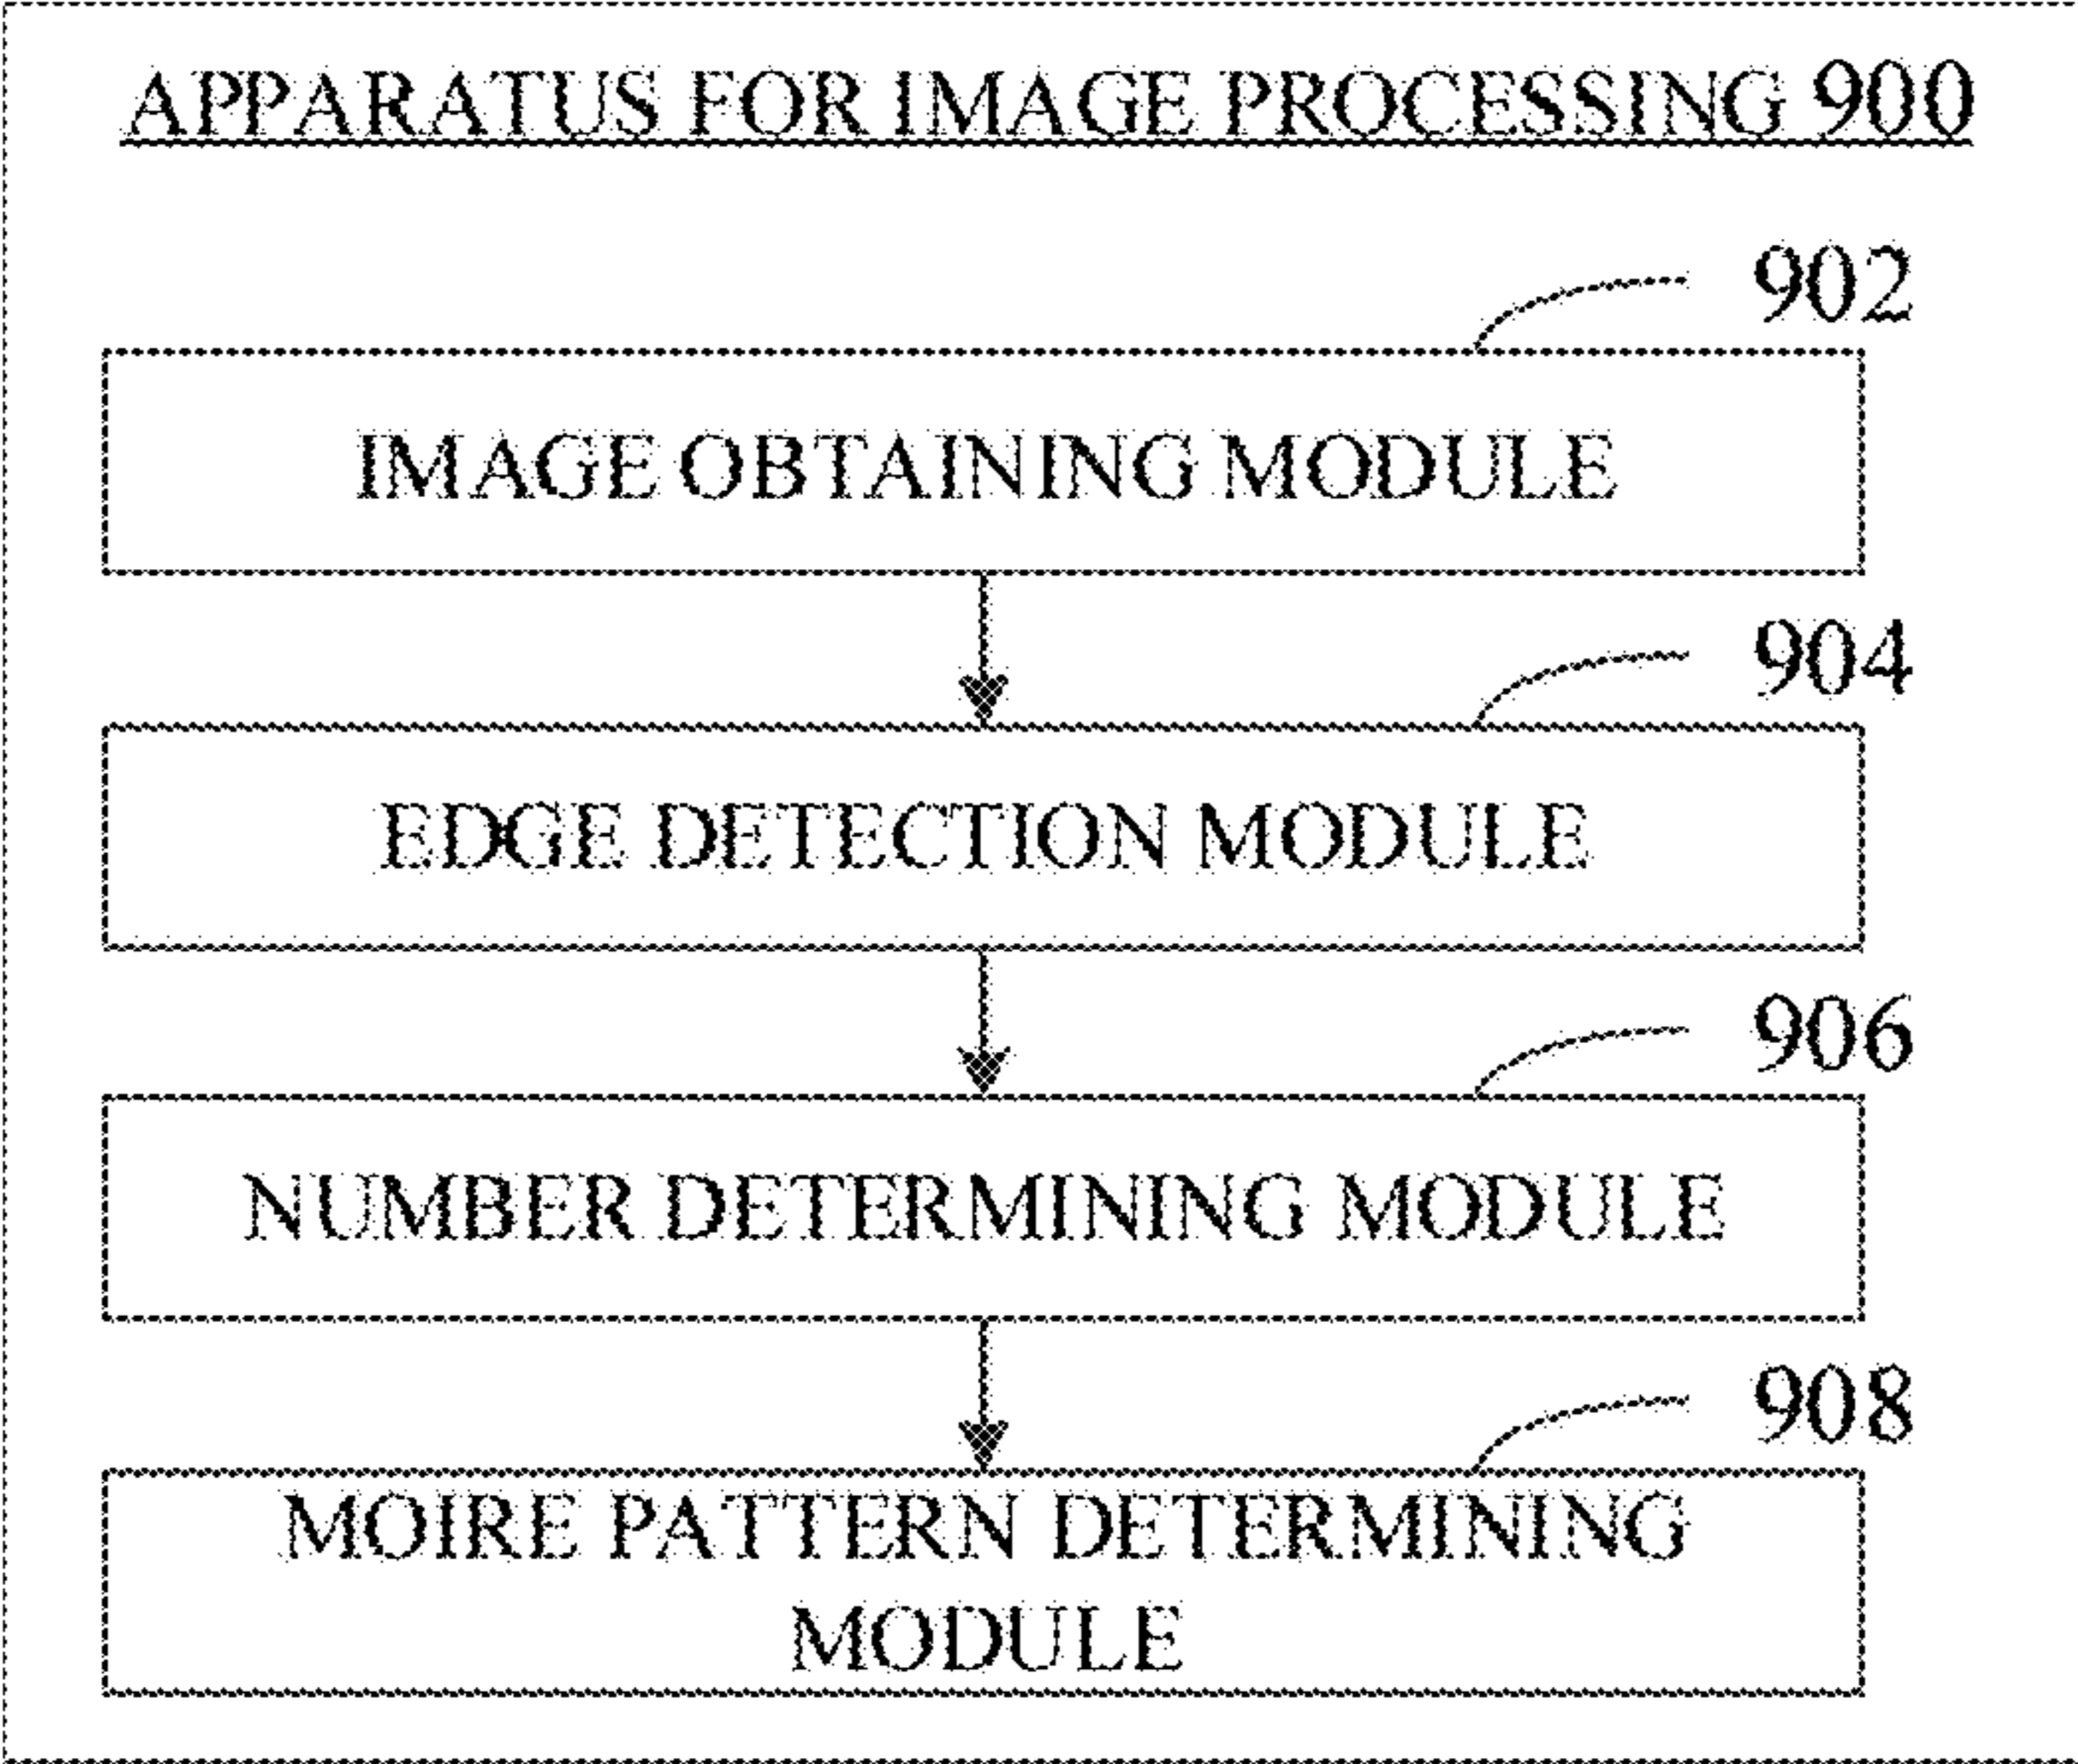 APPARATUS FOR IMAGE PROCESSING 900
902
IMAGE OBTAINING MODULE
904
EDGE DETECTION MODULE
906
NUMBER DETERMINING MODULE
908
MOIRE PATTERN DETERMINING
MODULE